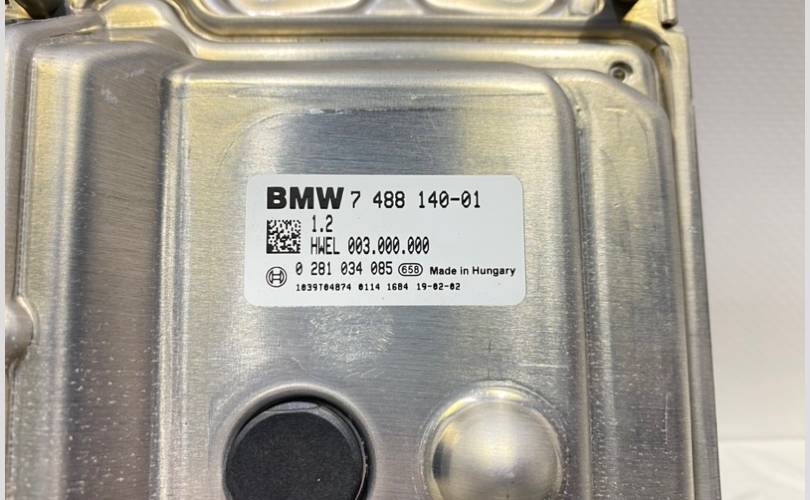 BMW 7 488 140-01
1.2
HWEL 003.000.000
0 281 034 085 658 Made in Hungary
1039T04874 0114 1684 19-02-02